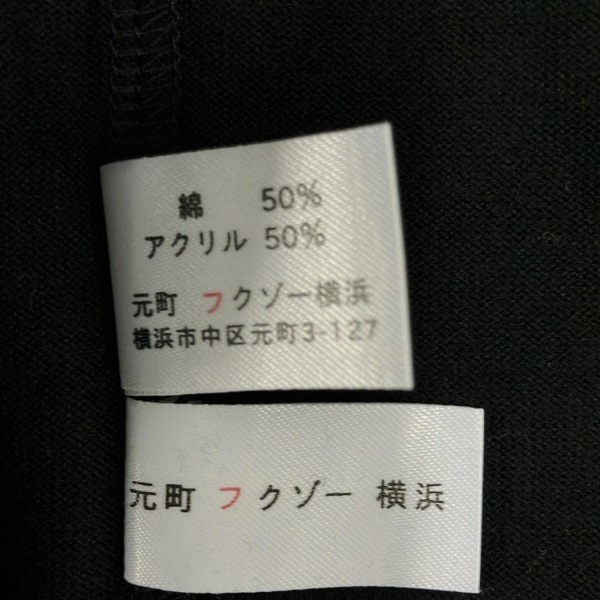 綿 50%
アクリル 50%
元町 フクゾー横浜
横浜市中区元町3-127
元町 フクゾー 横浜